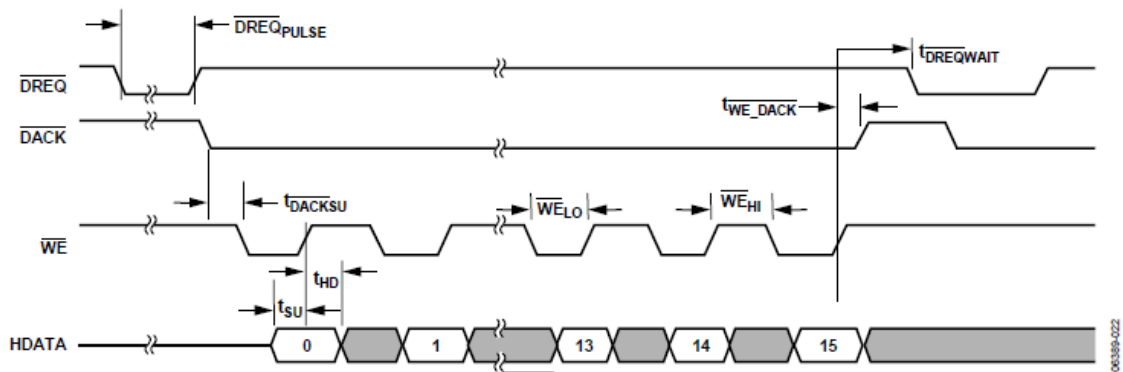 DREQPULSE
tDREQWAIT
DREQ
tWE_DACK
DACK
tDACKSU
WELO
WEHI
WE
tHD
tSU
HDATA
0
1
13
14
15
06389-022